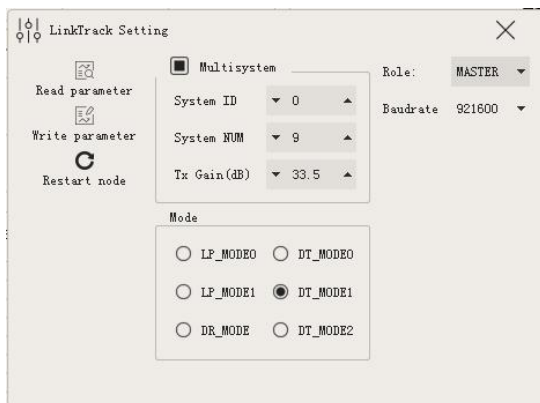 LinkTrack Setting
Read parameter
Write parameter
Restart node
Multisystem
System ID 0
System NUM 9
Tx Gain(dB) 33.5
Role: MASTER
Baudrate 921600
Mode
LP_MODE0 DT_MODE0
LP_MODE1 DT_MODE1
DR_MODE DT_MODE2